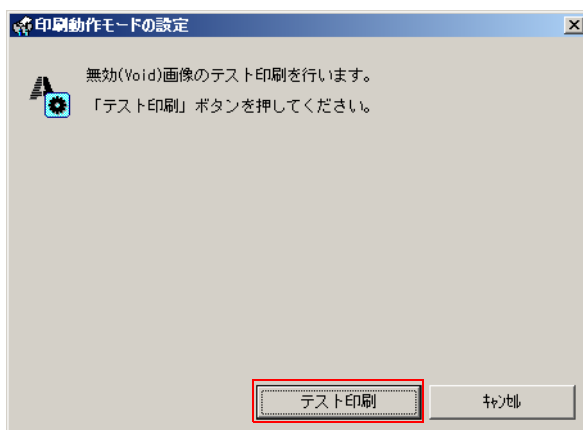 印刷動作モードの設定
無効(Void)画像のテスト印刷を行います。
「テスト印刷」ボタンを押してください。
テスト印刷
ｷｬﾝｾﾙ